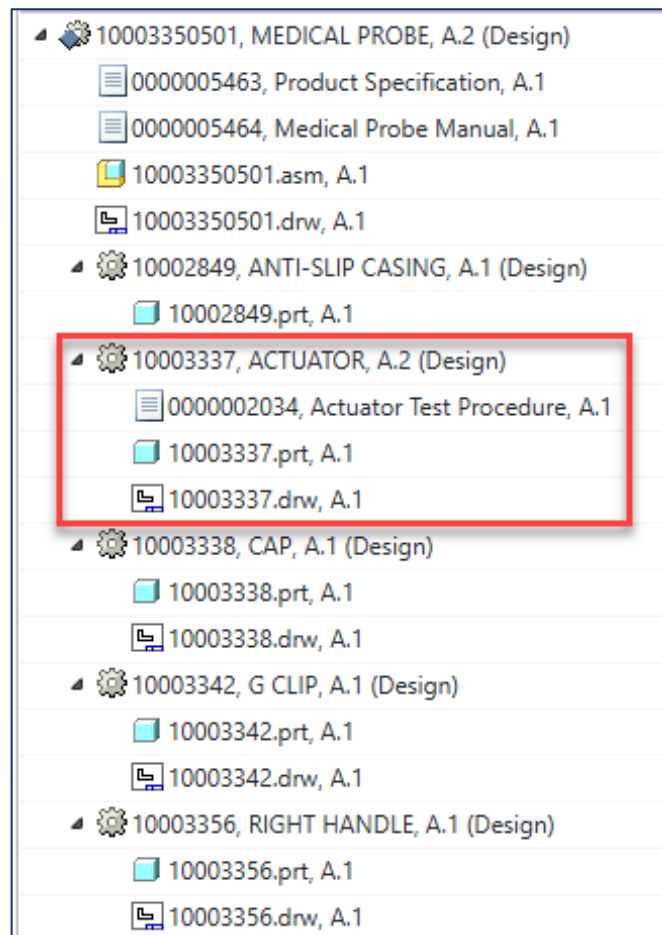 10003350501, MEDICAL PROBE, A.2 (Design)
0000005463, Product Specification, A.1
0000005464, Medical Probe Manual, A.1
10003350501.asm, A.1
10003350501.drw, A.1
10002849, ANTI-SLIP CASING, A.1 (Design)
10002849.prt, A.1
10003337, ACTUATOR, A.2 (Design)
0000002034, Actuator Test Procedure, A.1
10003337.prt, A.1
10003337.drw, A.1
10003338, CAP, A.1 (Design)
10003338.prt, A.1
10003338.drw, A.1
10003342, G CLIP, A.1 (Design)
10003342.prt, A.1
10003342.drw, A.1
10003356, RIGHT HANDLE, A.1 (Design)
10003356.prt, A.1
10003356.drw, A.1